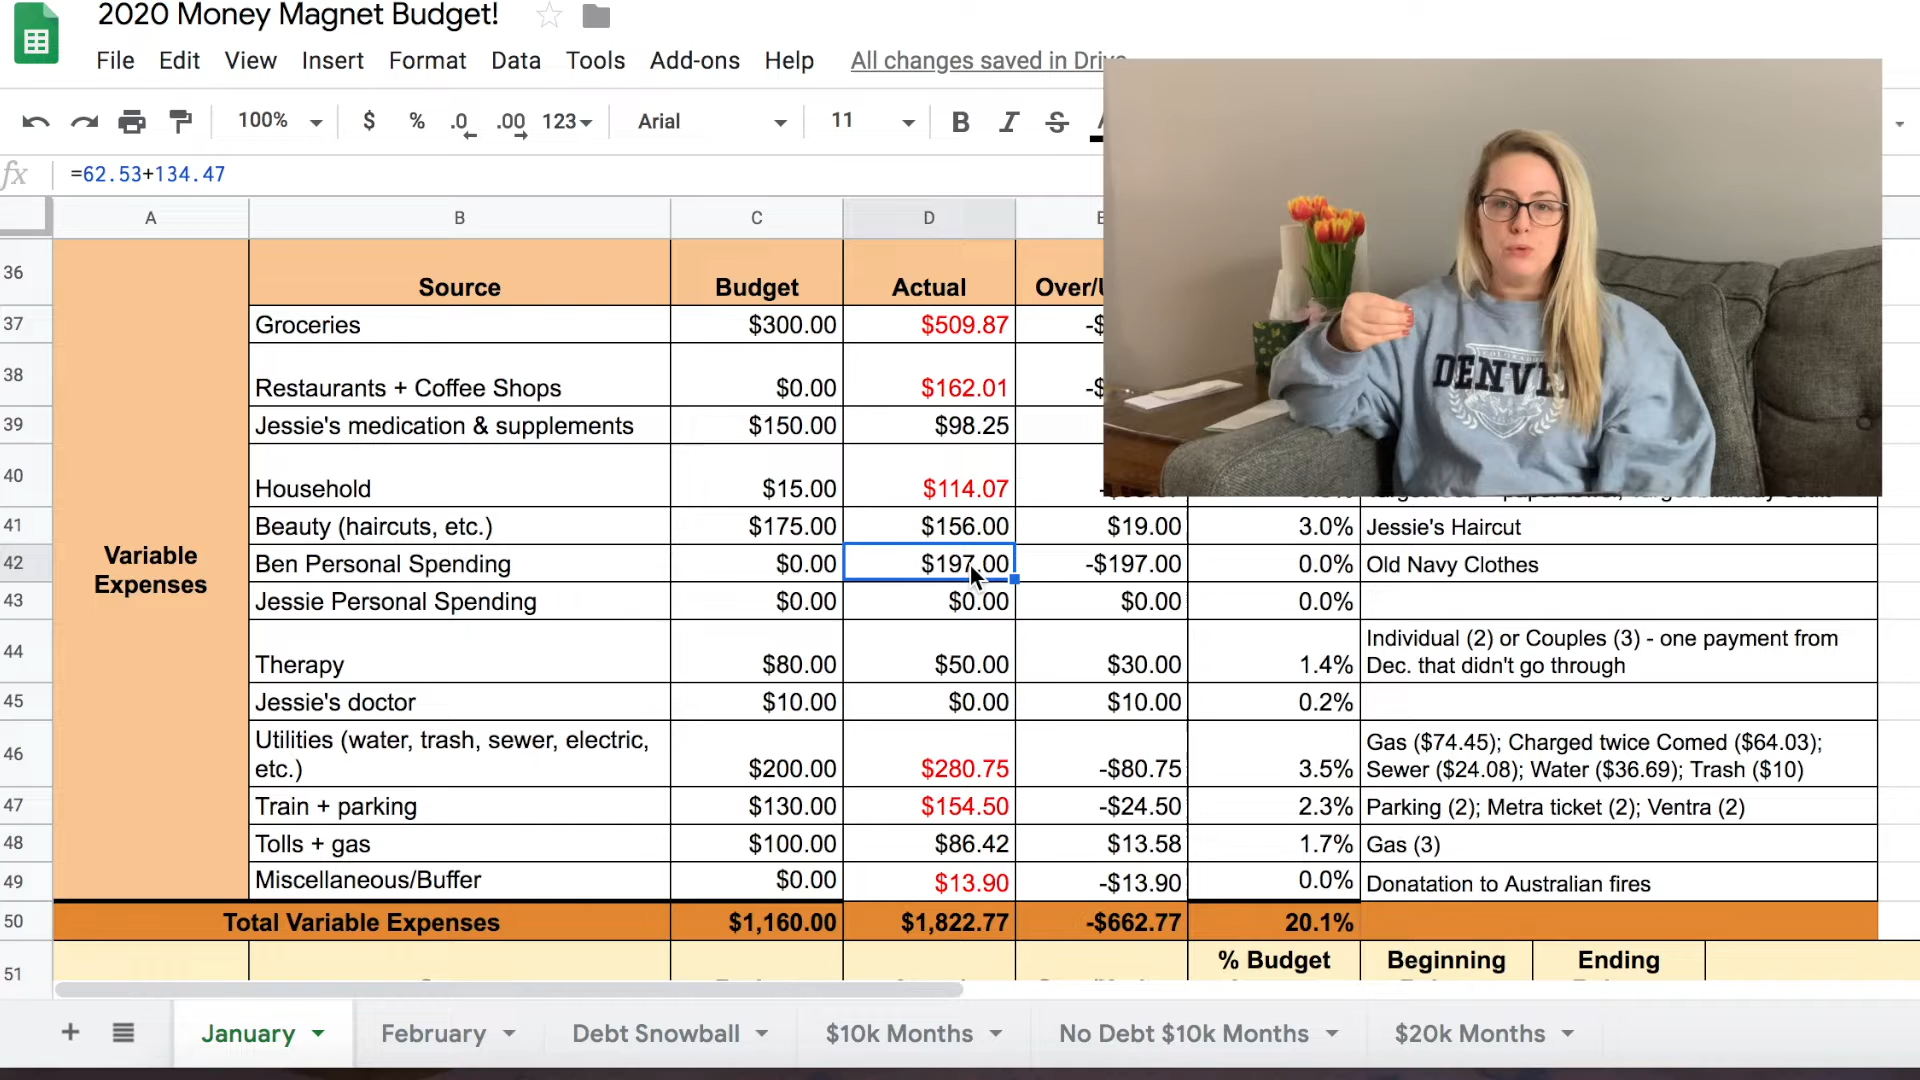 2020 Money Magnet Budget!
File Edit View Insert Format Data Tools Add-ons Help All changes saved in Drive
100% $ % .0 .00 123 Arial 11 B I S
fx =62.53+134.47
A B C D E
36 Source Budget Actual Over/U
37 Groceries $300.00 $509.87 -$
38 Restaurants + Coffee Shops $0.00 $162.01 -$
39 Jessie's medication & supplements $150.00 $98.25
DENVE
40 Household $15.00 $114.07
41 Beauty (haircuts, etc.) $175.00 $156.00 $19.00 3.0% Jessie's Haircut
Variable
Expenses
42 Ben Personal Spending $0.00 $197.00 -$197.00 0.0% Old Navy Clothes
43 Jessie Personal Spending $0.00 $0.00 $0.00 0.0%
44 Therapy $80.00 $50.00 $30.00 1.4% Individual (2) or Couples (3) - one payment from
Dec. that didn't go through
45 Jessie's doctor $10.00 $0.00 $10.00 0.2%
46 Utilities (water, trash, sewer, electric,
etc.) $200.00 $280.75 -$80.75 3.5% Gas ($74.45); Charged twice Comed ($64.03);
Sewer ($24.08); Water ($36.69); Trash ($10)
47 Train + parking $130.00 $154.50 -$24.50 2.3% Parking (2); Metra ticket (2); Ventra (2)
48 Tolls + gas $100.00 $86.42 $13.58 1.7% Gas (3)
49 Miscellaneous/Buffer $0.00 $13.90 -$13.90 0.0% Donatation to Australian fires
50 Total Variable Expenses $1,160.00 $1,822.77 -$662.77 20.1%
51 % Budget Beginning Ending
+ January February Debt Snowball $10k Months No Debt $10k Months $20k Months